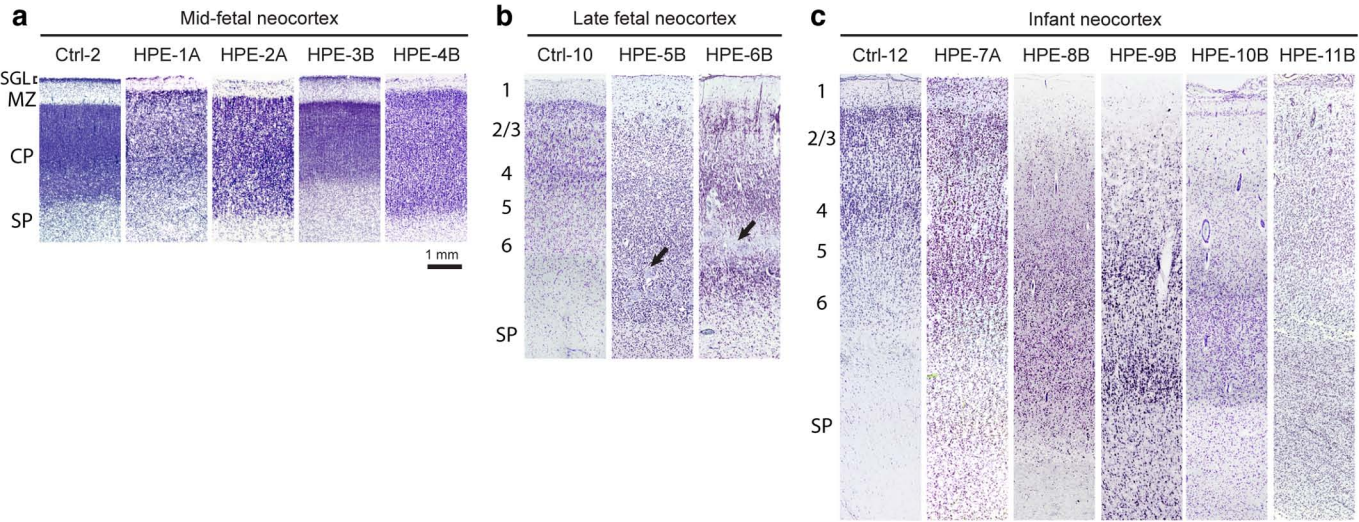 a
Mid-fetal neocortex
Ctrl-2 HPE-1A HPE-2A HPE-3B HPE-4B
SGL
MZ
CP
SP
1 mm
b
Late fetal neocortex
Ctrl-10 HPE-5B HPE-6B
1
2/3
4
5
6
SP
c
Infant neocortex
Ctrl-12 HPE-7A HPE-8B HPE-9B HPE-10B HPE-11B
1
2/3
4
5
6
SP